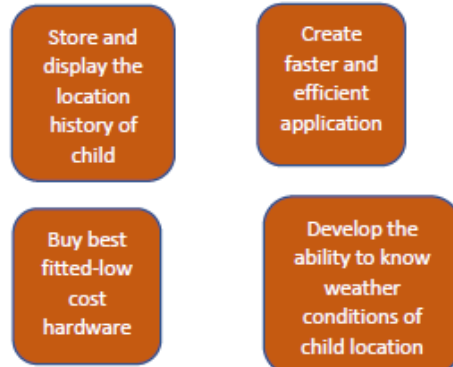 Store and
display the
location
history of
child
Create
faster and
efficient
application
Buy best
fitted-low
cost
hardware
Develop the
ability to know
weather
conditions of
child location